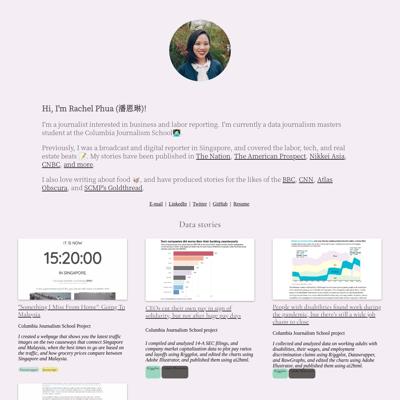 Hi, I'm Rachel Phua (潘恩琳)!
I'm a journalist interested in business and labor reporting. I'm currently a data journalism masters
student at the Columbia Journalism School
Previously, I was a broadcast and digital reporter in Singapore, and covered the labor, tech, and real
estate beats. My stories have been published in The Nation, The American Prospect, Nikkei Asia,
CNBC, and more.
I also love writing about food, and have produced stories for the likes of the BBC, CNN, Atlas
Obscura, and SCMP's Goldthread.
E-mail | LinkedIn | Twitter | GitHub | Resume
Data stories
IT IS NOW
15:20:00
IN SINGAPORE.
"Something I Miss From Home": Going To
Malaysia
Columbia Journalism School Project
I created a webpage that shows you the latest traffic
images on the two causeways that connect Singapore
and Malaysia, when the best times to go are based on
the traffic, and how grocery prices compare between
Singapore and Malaysia.
CEOs cut their own pay in sign of
solidarity, but not after huge pay days
Columbia Journalism School project
I compiled and analyzed 14-A SEC filings, and
company market capitalization data to plot pay ratios
and layoffs using R/ggplot, and edited the charts using
Adobe Illustrator, and published them using ai2html.
People with disabilities found work during
the pandemic, but there's still a wide job
chasm to close
Columbia Journalism School project
I collected and analyzed data on working adults with
disabilities, their wages, and employment
discrimination claims using R/ggplot, Datawrapper,
and RawGraphs, and edited the charts using Adobe
Illustrator, and published them using ai2html.